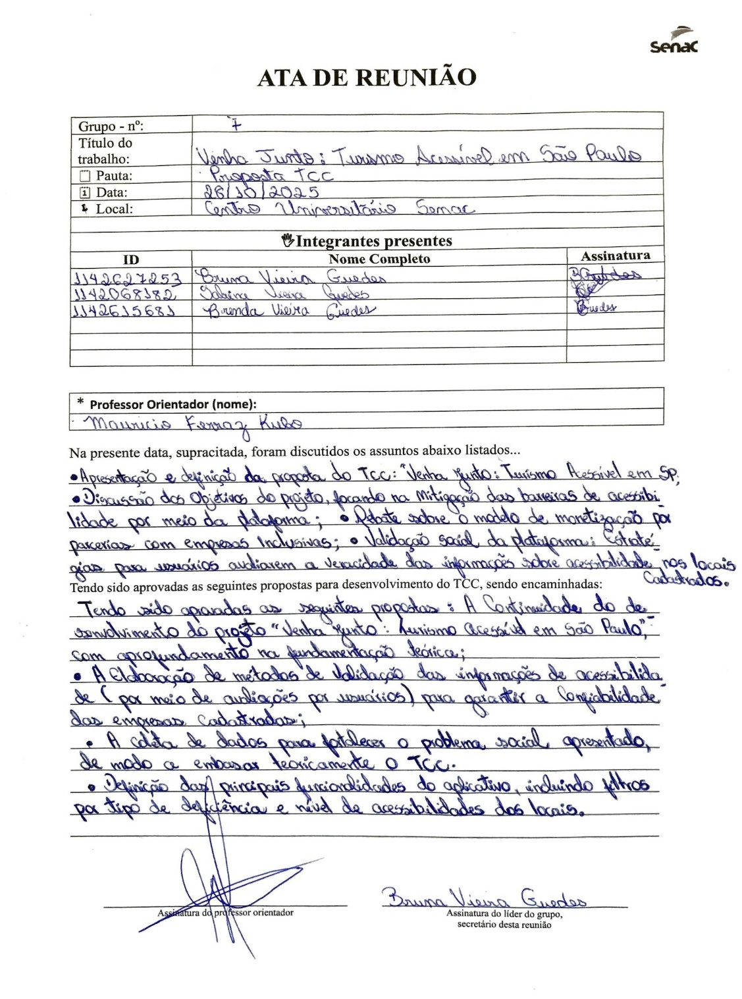 Senac
ATA DE REUNIÃO
Grupo - nº: 7
Título do
trabalho: Venha Junto: Turismo Acessível em São Paulo
Pauta: Proposta TCC
Data: 26/10/2025
Local: Centro Universitário Senac
Integrantes presentes
ID Nome Completo Assinatura
1142627253 Bruna Vieira Guedes BGuedes
1142068182 Sabrina Vieira Guedes
1142615681 Brenda Vieira Guedes Guedes
* Professor Orientador (nome):
Mauricio Ferraz Kubo
Na presente data, supracitada, foram discutidos os assuntos abaixo listados...
• Apresentação e definição da proposta do TCC: "Venha Junto: Turismo Acessível em SP;
• Discussão dos Objetivos do projeto, focando na Mitigação das barreiras de acessibi-
lidade por meio da plataforma; • Debate sobre o modelo de monetização por
parcerias com empresas Inclusivas; • Validação social da plataforma: Estraté-
gias para usuários avaliarem a veracidade das informações sobre acessibilidade nos locais
Cadastrados.
Tendo sido aprovadas as seguintes propostas para desenvolvimento do TCC, sendo encaminhadas:
Tendo sido aprovadas as seguintes propostas: A Continuidade do de-
senvolvimento do projeto "Venha Junto: Turismo acessível em São Paulo",
com aprofundamento na fundamentação teórica;
• A Elaboração de métodos de Validação das informações de acessibilida-
de (por meio de avaliações por usuários) para garantir a Confiabilidade
das empresas Cadastradas;
• A coleta de dados para fortalecer o problema social apresentado,
de modo a embasar teoricamente o TCC.
• Definição das principais funcionalidades do aplicativo, incluindo filtros
por tipo de deficiência e nível de acessibilidades dos locais.
Bruna Vieira Guedes
Assinatura do professor orientador Assinatura do líder do grupo,
secretário desta reunião